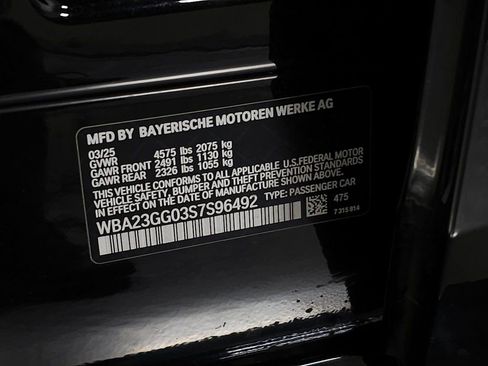 MFD BY BAYERISCHE MOTOREN WERKE AG
03/25
GVWR 4575 lbs 2075 kg
GAWR FRONT 2491 lbs 1130 kg
GAWR REAR 2326 lbs 1055 kg
THIS VEHICLE CONFORMS TO ALL APPLICABLE U.S. FEDERAL MOTOR
VEHICLE SAFETY, BUMPER AND THEFT PREVENTION STANDARDS
IN EFFECT ON THE DATE OF MANUFACTURE SHOWN ABOVE.
WBA23GG03S7S96492 TYPE: PASSENGER CAR
475
7 315 814